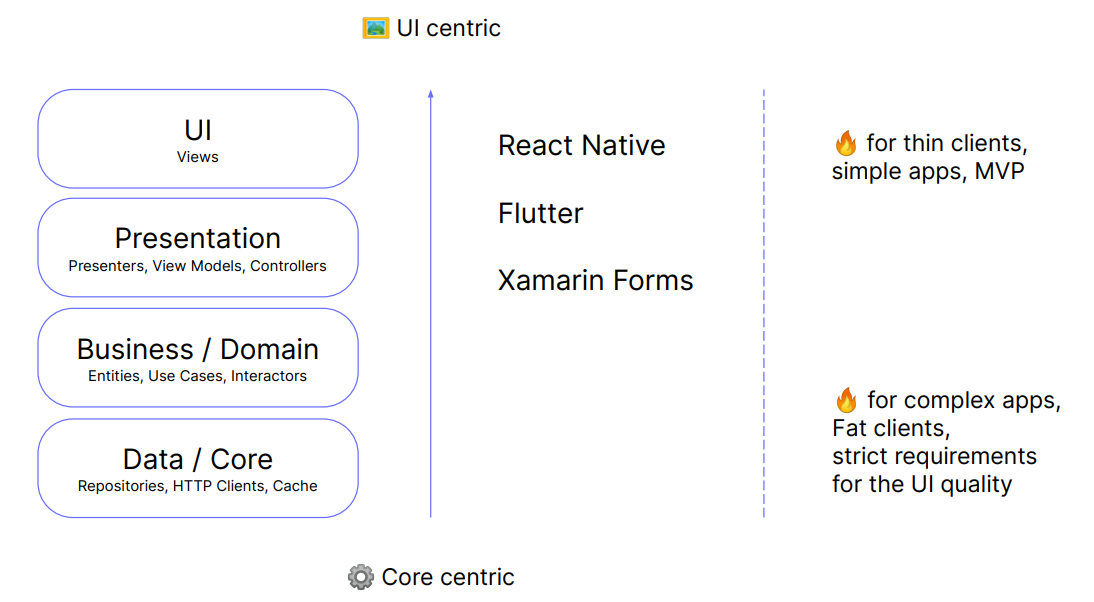 UI centric
UI
Views
Presentation
Presenters, View Models, Controllers
Business / Domain
Entities, Use Cases, Interactors
Data / Core
Repositories, HTTP Clients, Cache
React Native
Flutter
Xamarin Forms
🔥 for thin clients,
simple apps, MVP
🔥 for complex apps,
Fat clients,
strict requirements
for the UI quality
Core centric